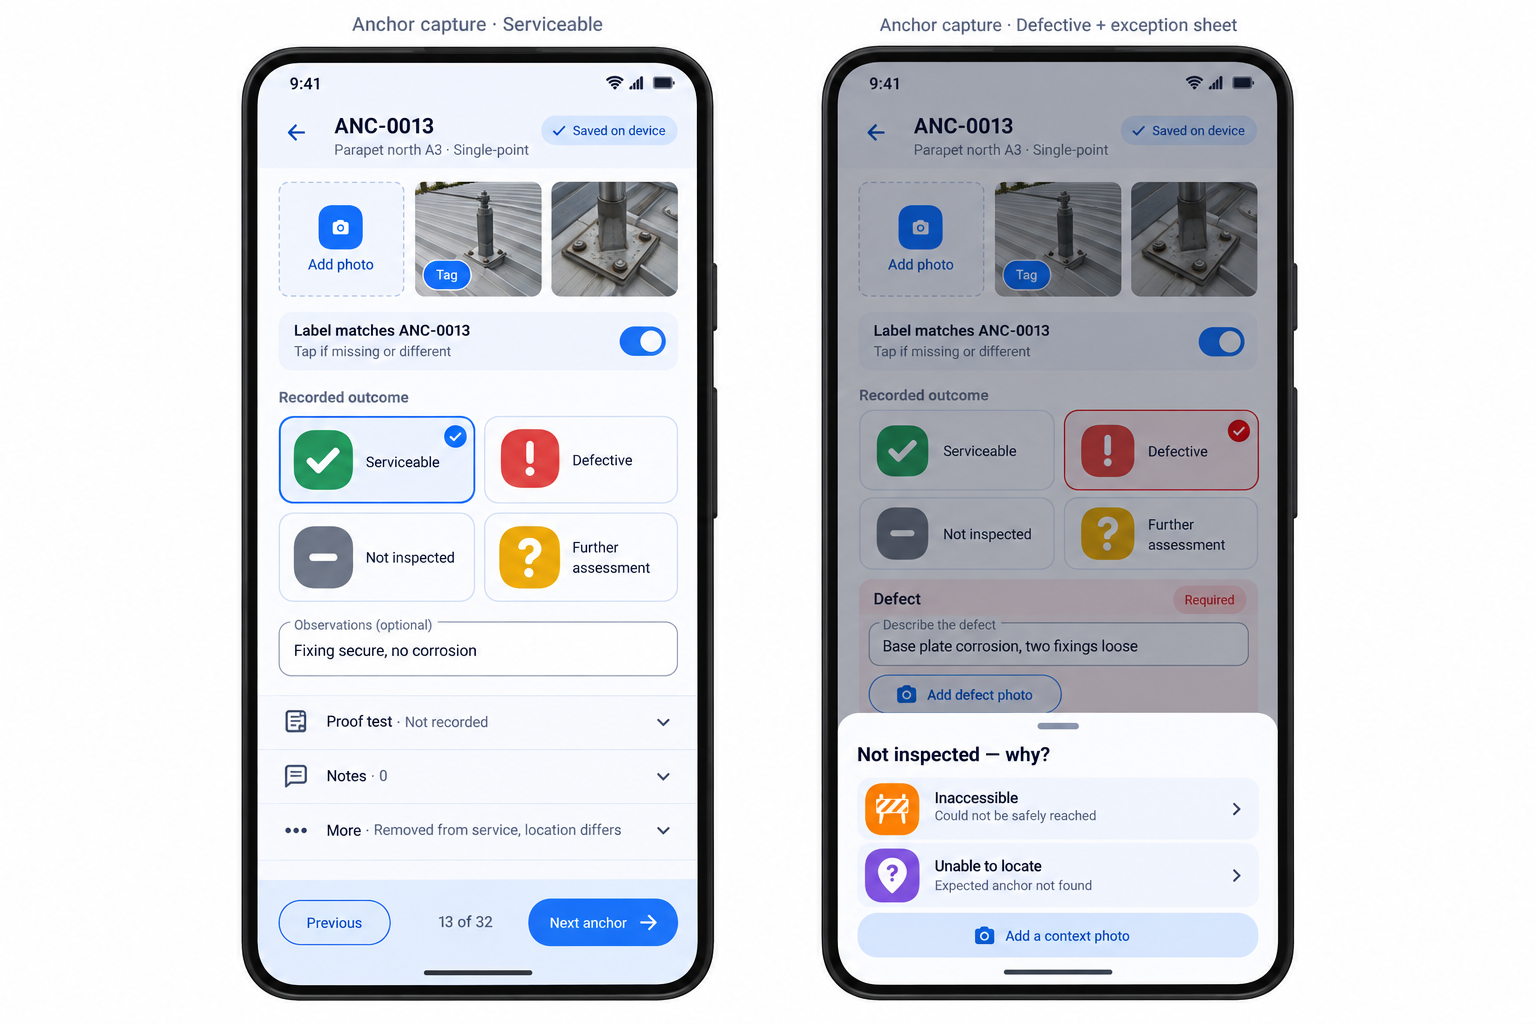 Anchor capture · Serviceable
9:41
ANC-0013
Parapet north A3 · Single-point
Saved on device
Add photo
Tag
Label matches ANC-0013
Tap if missing or different
Recorded outcome
Serviceable
Defective
Not inspected
Further
assessment
Observations (optional)
Fixing secure, no corrosion
Proof test · Not recorded
Notes · 0
More · Removed from service, location differs
Previous
13 of 32
Next anchor
Anchor capture · Defective + exception sheet
9:41
ANC-0013
Parapet north A3 · Single-point
Saved on device
Add photo
Tag
Label matches ANC-0013
Tap if missing or different
Recorded outcome
Serviceable
Defective
Not inspected
Further
assessment
Defect
Required
Describe the defect
Base plate corrosion, two fixings loose
Add defect photo
Not inspected — why?
Inaccessible
Could not be safely reached
Unable to locate
Expected anchor not found
Add a context photo